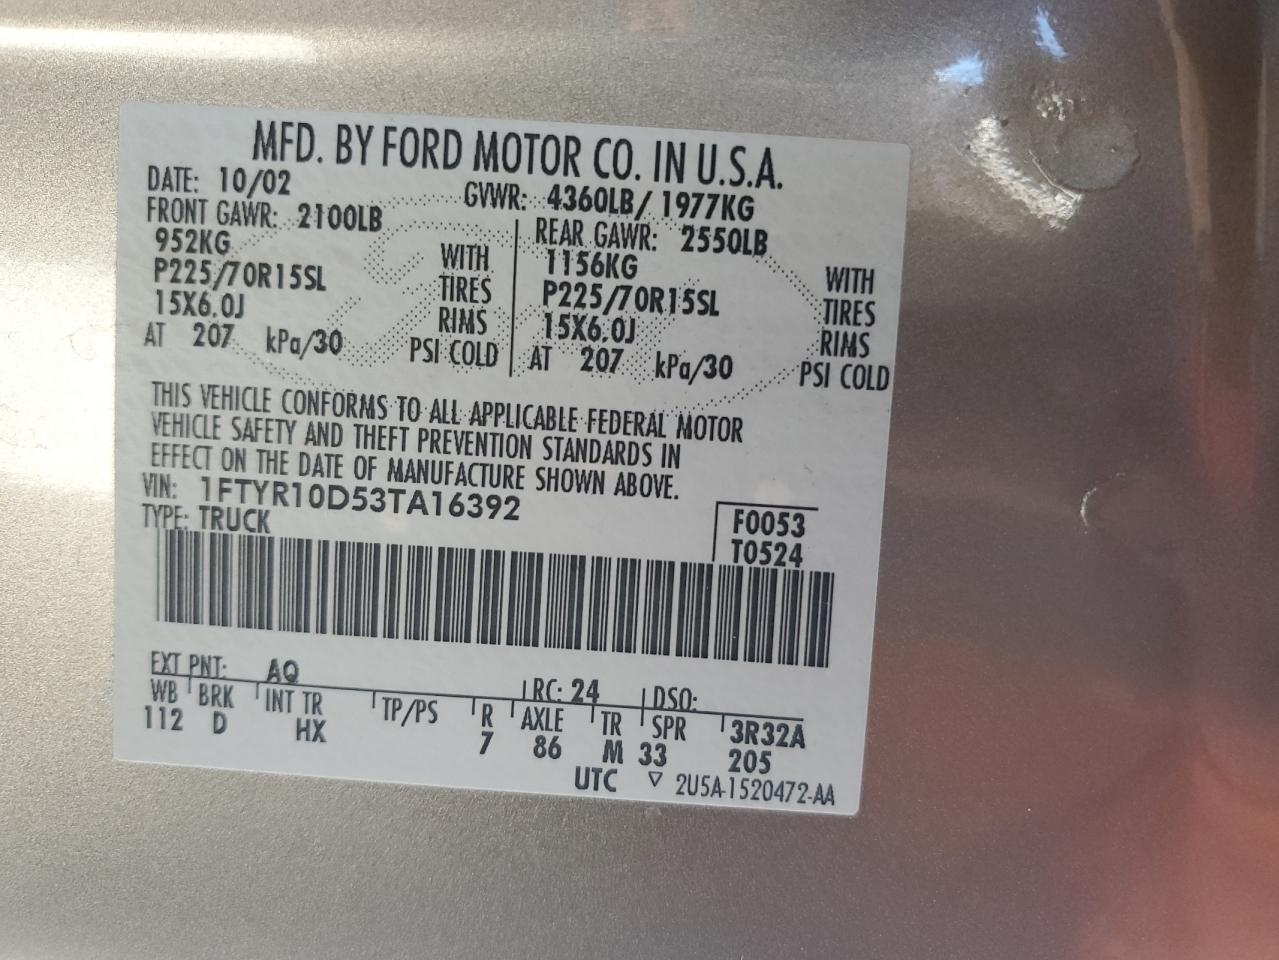 MFD. BY FORD MOTOR CO. IN U.S.A.
DATE: 10/02 GVWR: 4360LB/ 1977KG
FRONT GAWR: 2100LB REAR GAWR: 2550LB
952KG WITH 1156KG WITH
P225/70R15SL TIRES P225/70R15SL TIRES
15X6.0J RIMS 15X6.0J RIMS
AT 207 kPa/30 PSI COLD AT 207 kPa/30 PSI COLD
THIS VEHICLE CONFORMS TO ALL APPLICABLE FEDERAL MOTOR
VEHICLE SAFETY AND THEFT PREVENTION STANDARDS IN
EFFECT ON THE DATE OF MANUFACTURE SHOWN ABOVE.
VIN: 1FTYR10D53TA16392
TYPE: TRUCK
F0053
T0524
EXT PNT: AQ RC: 24 DSO:
WB BRK INT TR TP/PS R AXLE TR SPR 3R32A
112 D HX 7 86 M 33 205
UTC ▽ 2U5A-1520472-AA